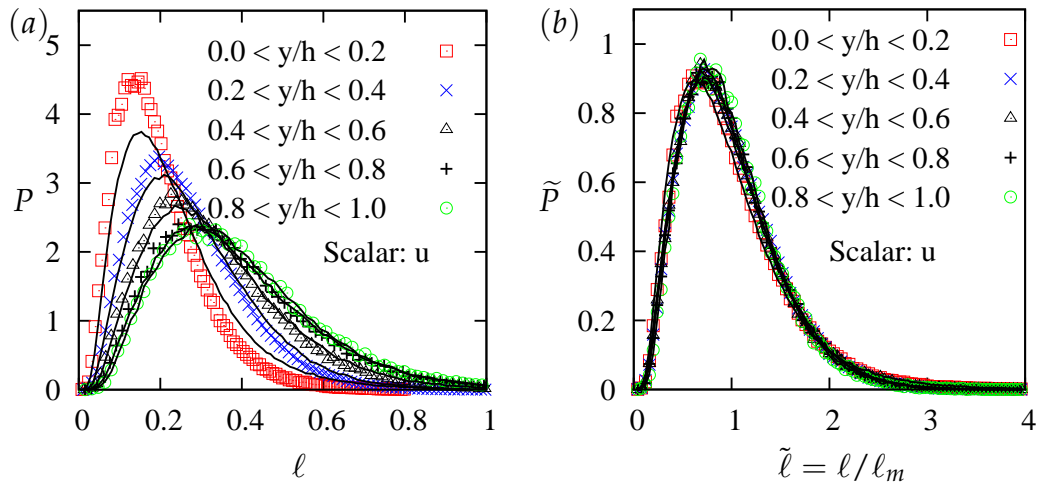 (a)
5
4
3
2
1
0
P
0.0 < y/h < 0.2
0.2 < y/h < 0.4
0.4 < y/h < 0.6
0.6 < y/h < 0.8
0.8 < y/h < 1.0
Scalar: u
0 0.2 0.4 0.6 0.8 1
ℓ
(b)
1
0.8
0.6
0.4
0.2
0
P̃
0.0 < y/h < 0.2
0.2 < y/h < 0.4
0.4 < y/h < 0.6
0.6 < y/h < 0.8
0.8 < y/h < 1.0
Scalar: u
0 1 2 3 4
ℓ̃ = ℓ/ℓₘ